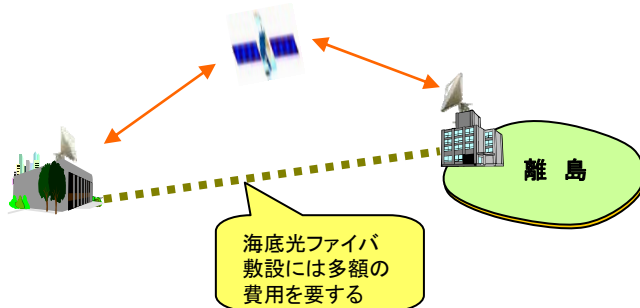 離 島
海底光ファイバ
敷設には多額の
費用を要する